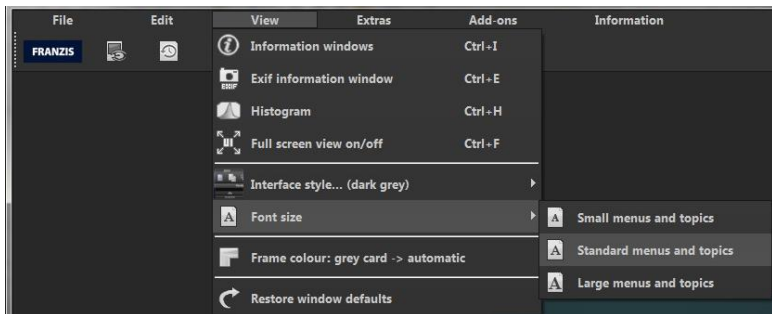 File Edit View Extras Add-ons Information
FRANZIS
Information windows Ctrl+I
EXIF Exif information window Ctrl+E
Histogram Ctrl+H
UI Full screen view on/off Ctrl+F
Interface style... (dark grey)
A Font size
A Small menus and topics
A Standard menus and topics
Frame colour: grey card -> automatic
A Large menus and topics
Restore window defaults